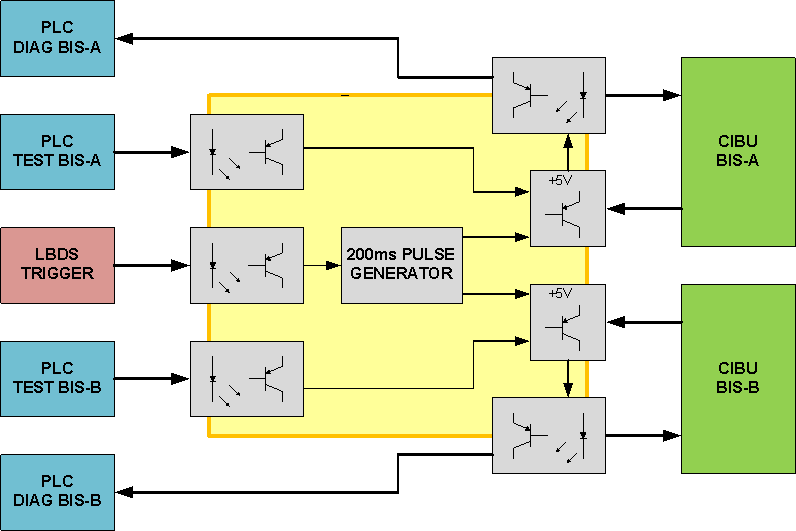 PLC
DIAG BIS-A
PLC
TEST BIS-A
LBDS
TRIGGER
PLC
TEST BIS-B
PLC
DIAG BIS-B
200ms PULSE
GENERATOR
+5V
+5V
CIBU
BIS-A
CIBU
BIS-B